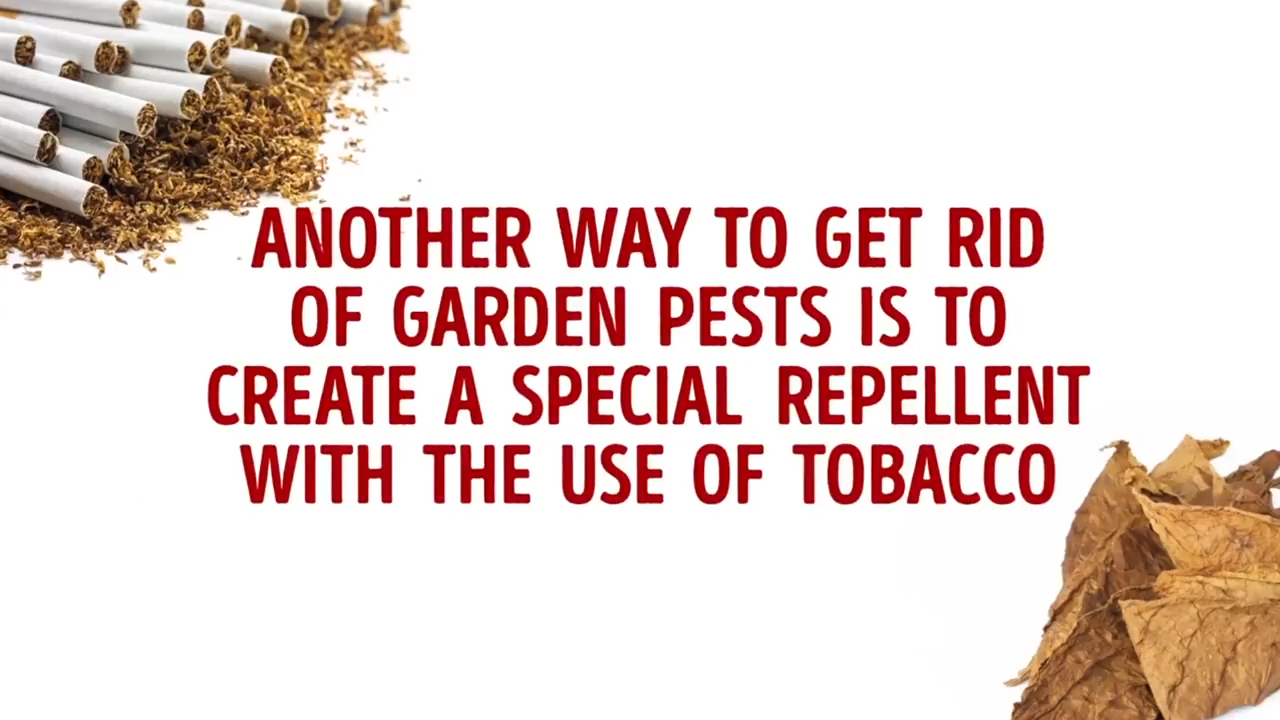 ANOTHER WAY TO GET RID
OF GARDEN PESTS IS TO
CREATE A SPECIAL REPELLENT
WITH THE USE OF TOBACCO